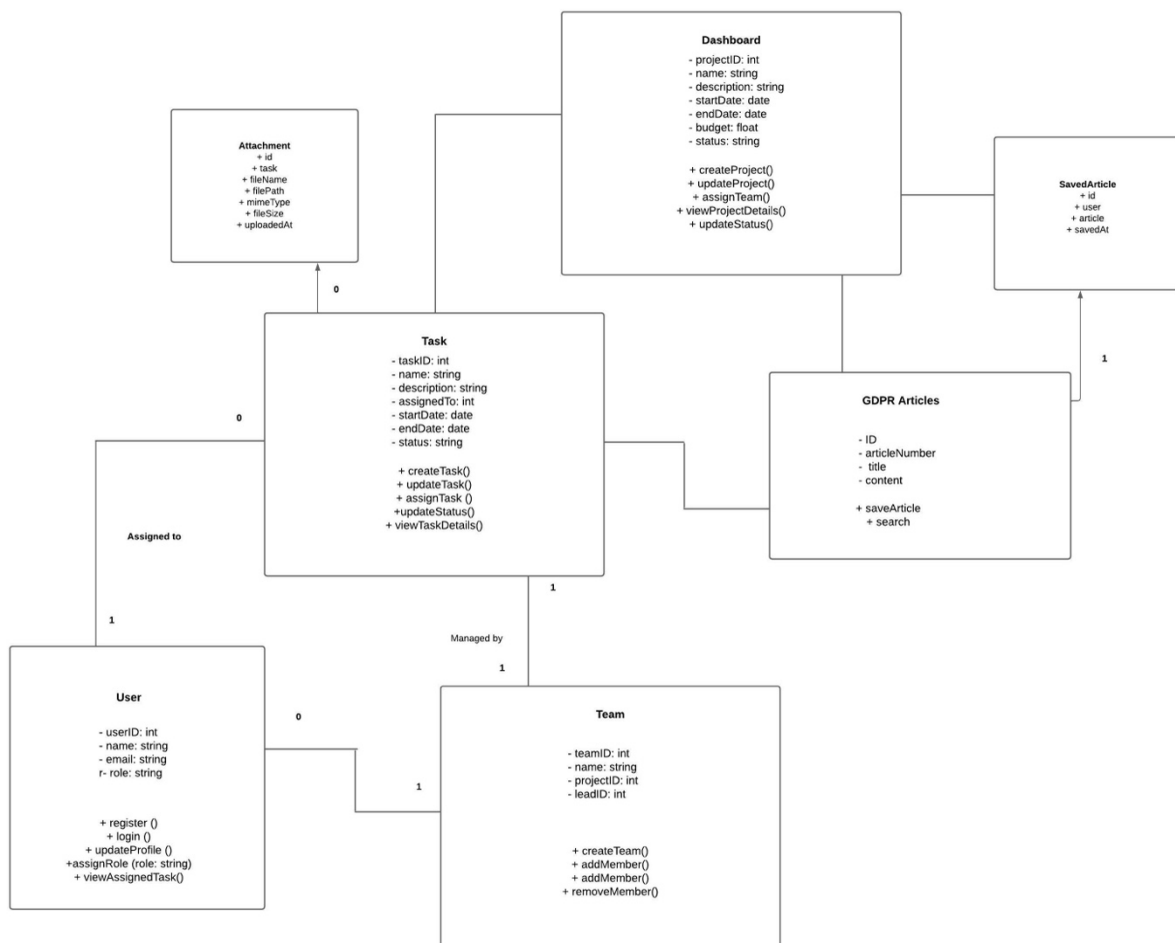 Dashboard
- projectID: int
- name: string
- description: string
- startDate: date
- endDate: date
- budget: float
- status: string
+ createProject()
+ updateProject()
+ assignTeam()
+ viewProjectDetails()
+ updateStatus()
Attachment
+ id
+ task
+ fileName
+ filePath
+ mimeType
+ fileSize
+ uploadedAt
SavedArticle
+ id
+ user
+ article
+ savedAt
0
1
Task
- taskID: int
- name: string
- description: string
- assignedTo: int
- startDate: date
- endDate: date
- status: string
+ createTask()
+ updateTask()
+ assignTask ()
+updateStatus()
+ viewTaskDetails()
GDPR Articles
- ID
- articleNumber
- title
- content
+ saveArticle
+ search
0
Assigned to
1
1
Managed by
1
User
- userID: int
- name: string
- email: string
r- role: string
+ register ()
+ login ()
+ updateProfile ()
+assignRole (role: string)
+ viewAssignedTask()
0
1
Team
- teamID: int
- name: string
- projectID: int
- leadID: int
+ createTeam()
+ addMember()
+ addMember()
+ removeMember()